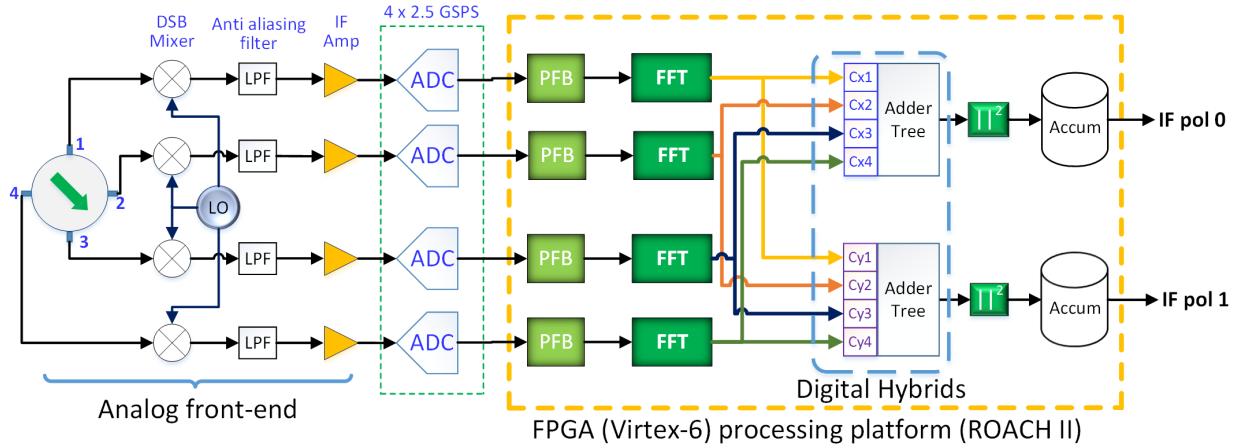 DSB
Mixer
Anti aliasing
filter
IF
Amp
4 x 2.5 GSPS
LPF
ADC
PFB
FFT
Cx1
Cx2
Cx3
Cx4
Adder
Tree
∏²
Accum
IF pol 0
1
LPF
ADC
PFB
FFT
4
2
LO
3
LPF
ADC
PFB
FFT
Cy1
Cy2
Cy3
Cy4
Adder
Tree
∏²
Accum
IF pol 1
LPF
ADC
PFB
FFT
Digital Hybrids
Analog front-end
FPGA (Virtex-6) processing platform (ROACH II)